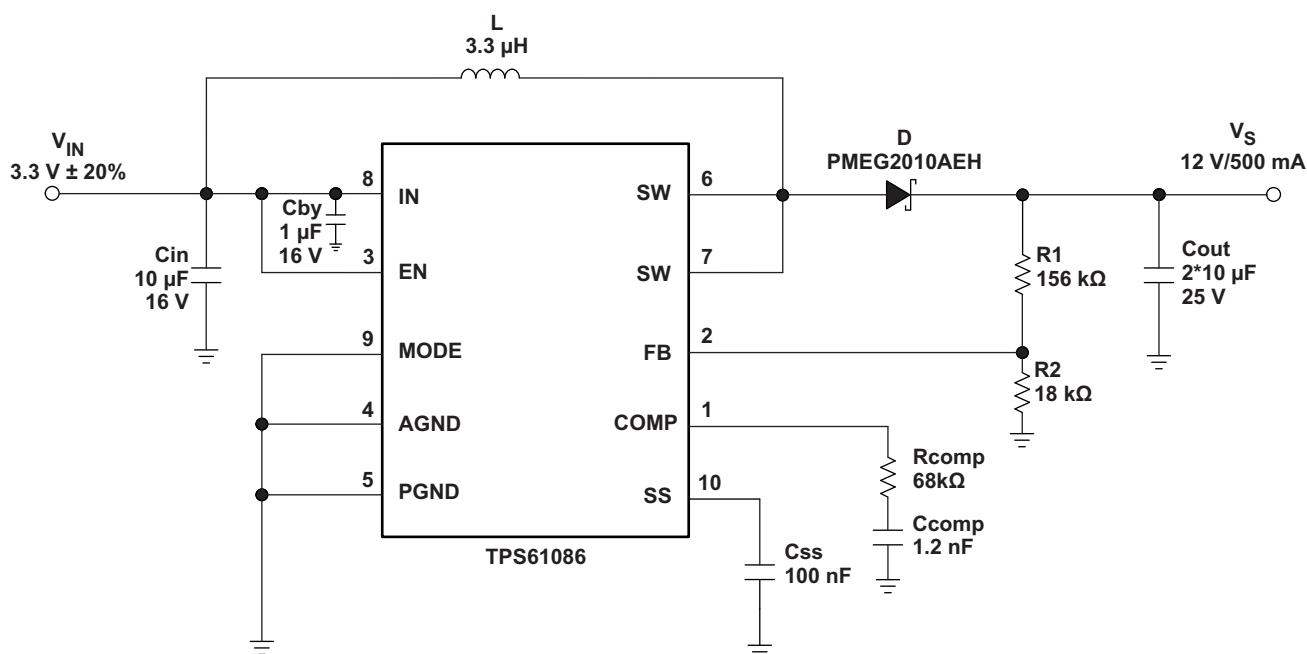 L
3.3 µH
VIN
3.3 V ± 20%
D
PMEG2010AEH
VS
12 V/500 mA
8
IN
SW
6
Cby
1 µF
16 V
Cin
10 µF
16 V
3
EN
SW
7
R1
156 kΩ
Cout
2*10 µF
25 V
9
MODE
FB
2
R2
18 kΩ
4
AGND
COMP
1
Rcomp
68kΩ
5
PGND
SS
10
Ccomp
1.2 nF
TPS61086
Css
100 nF